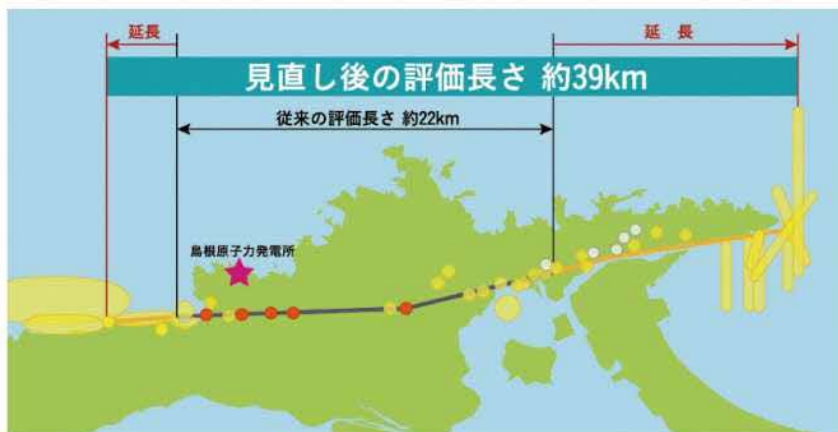 延長
延 長
見直し後の評価長さ 約39km
従来の評価長さ 約22km
島根原子力発電所